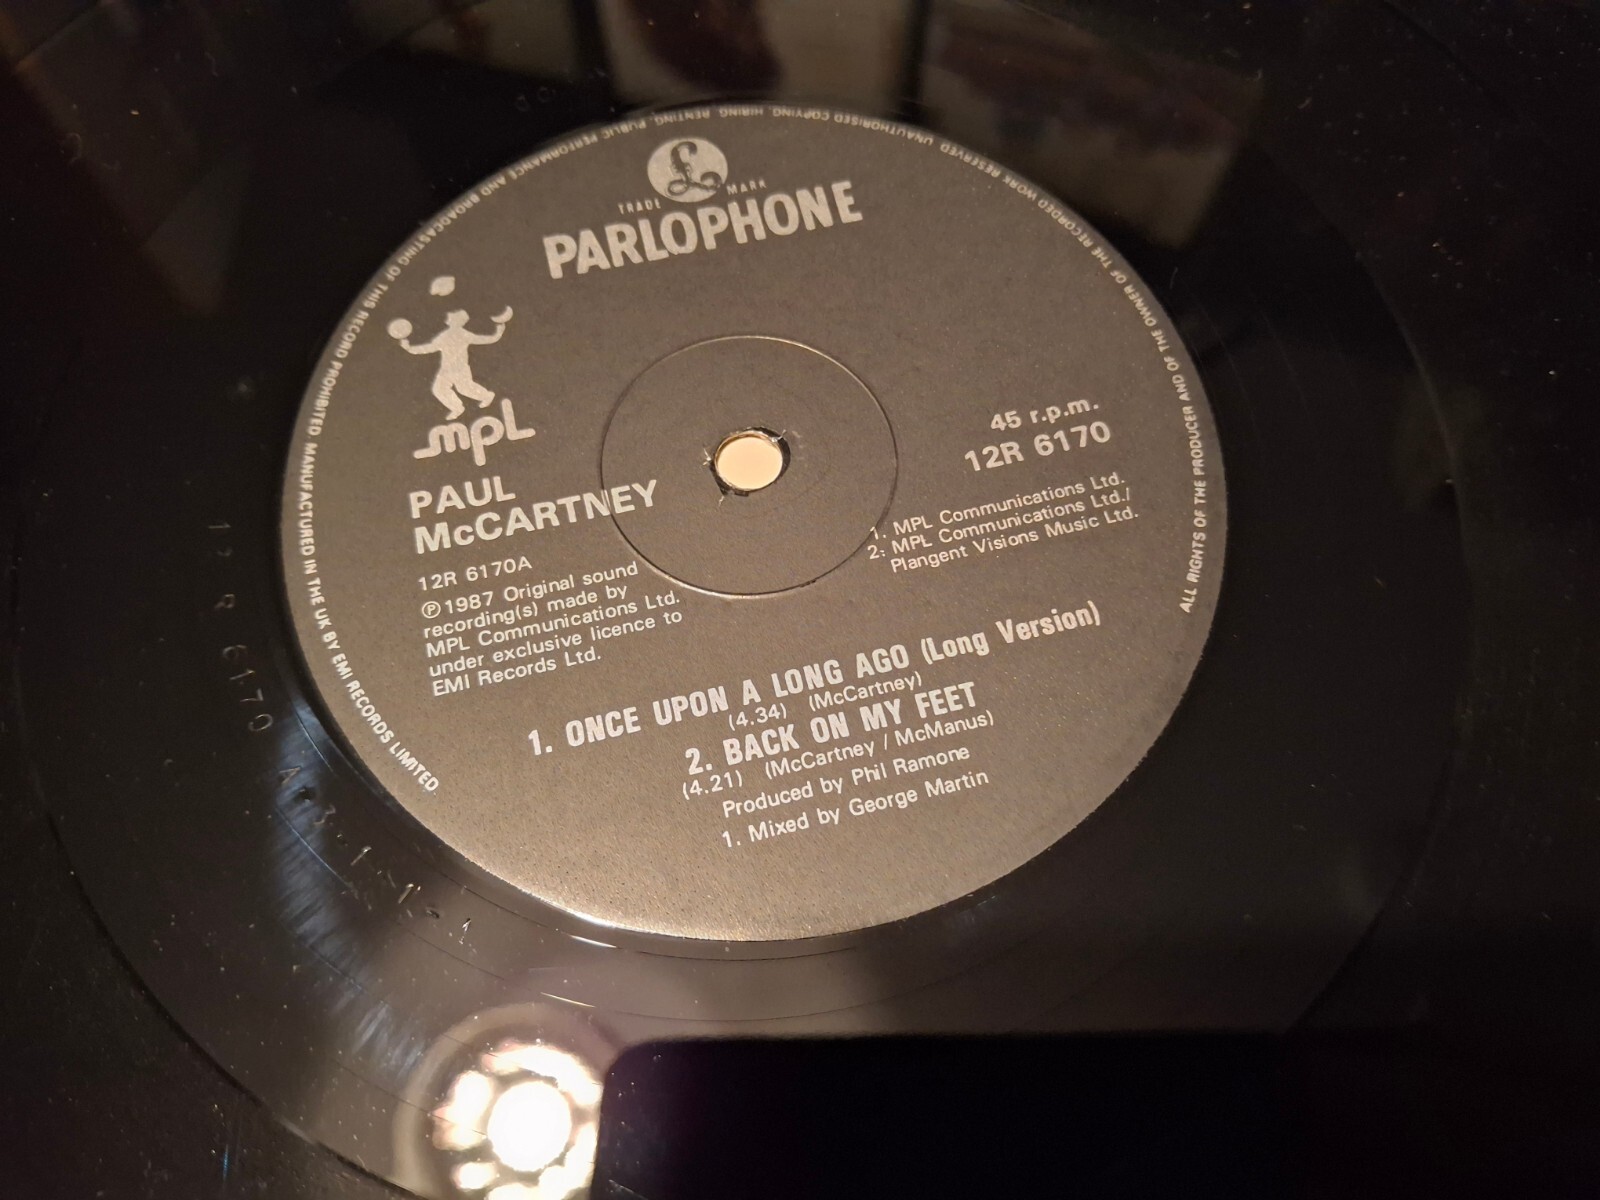 ALL RIGHTS OF THE PRODUCER AND OF THE OWNER OF THE RECORDED WORK RESERVED. UNAUTHORISED COPYING, HIRING, RENTING, PUBLIC PERFORMANCE AND BROADCASTING OF THIS RECORD PROHIBITED. MANUFACTURED IN THE UK BY EMI RECORDS LIMITED
£
TRADE MARK
PARLOPHONE
mpL
PAUL
McCARTNEY
12R 6170A
℗ 1987 Original sound
recording(s) made by
MPL Communications Ltd.
under exclusive licence to
EMI Records Ltd.
45 r.p.m.
12R 6170
1. MPL Communications Ltd.
2: MPL Communications Ltd./
Plangent Visions Music Ltd.
1. ONCE UPON A LONG AGO (Long Version)
(4.34) (McCartney)
2. BACK ON MY FEET
(4.21) (McCartney / McManus)
Produced by Phil Ramone
1. Mixed by George Martin
6170